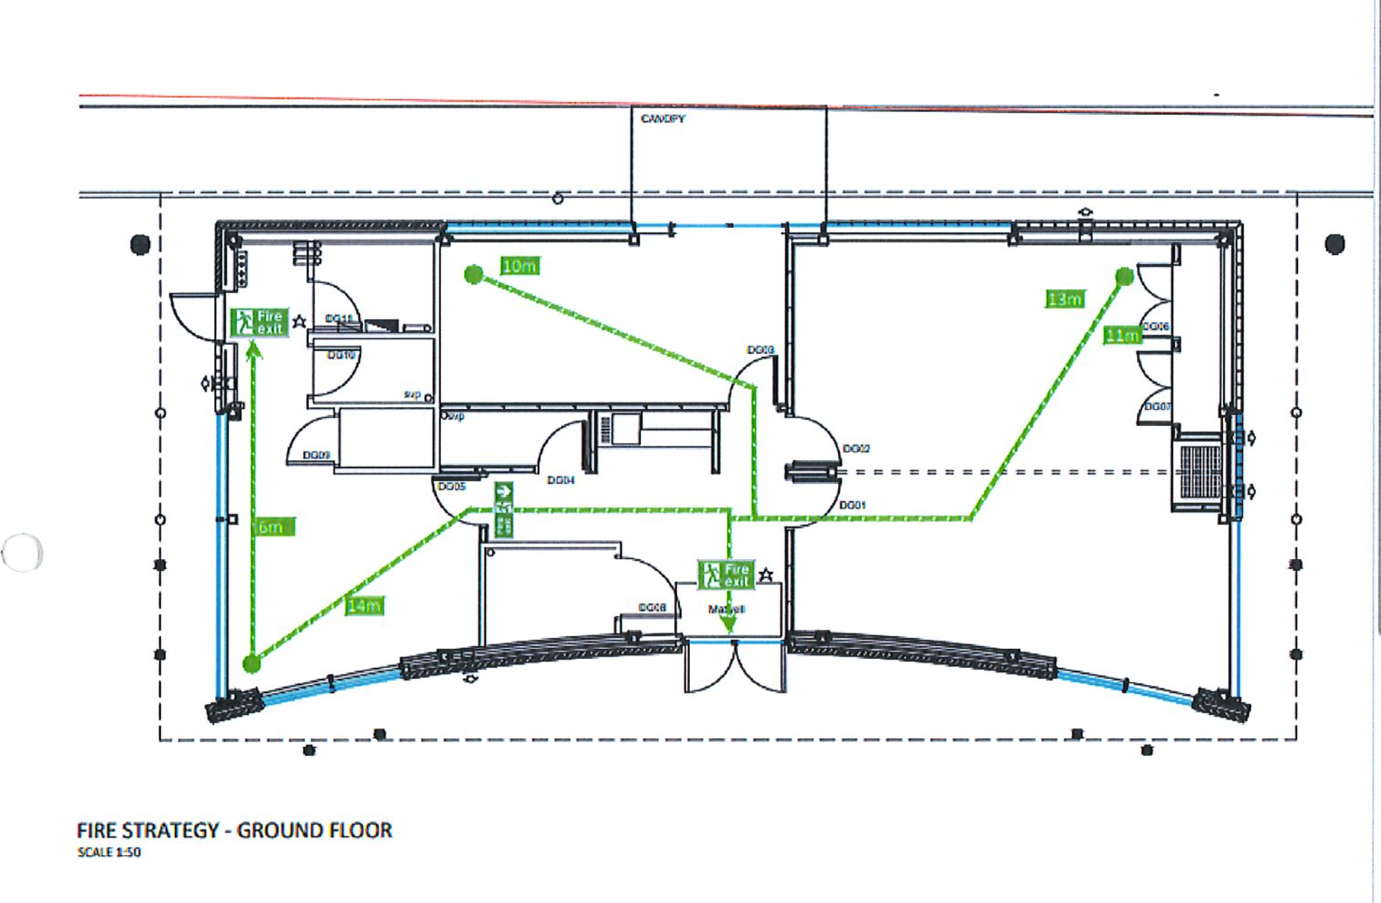 CANOPY
10m
13m
Fire
exit
DG11
DG06
11m
DG03
DG10
svp
DG07
svp
DG09
DG02
DG05
DG04
DG01
6m
Fire
exit
14m
DG08
Matwell
FIRE STRATEGY - GROUND FLOOR
SCALE 1:50